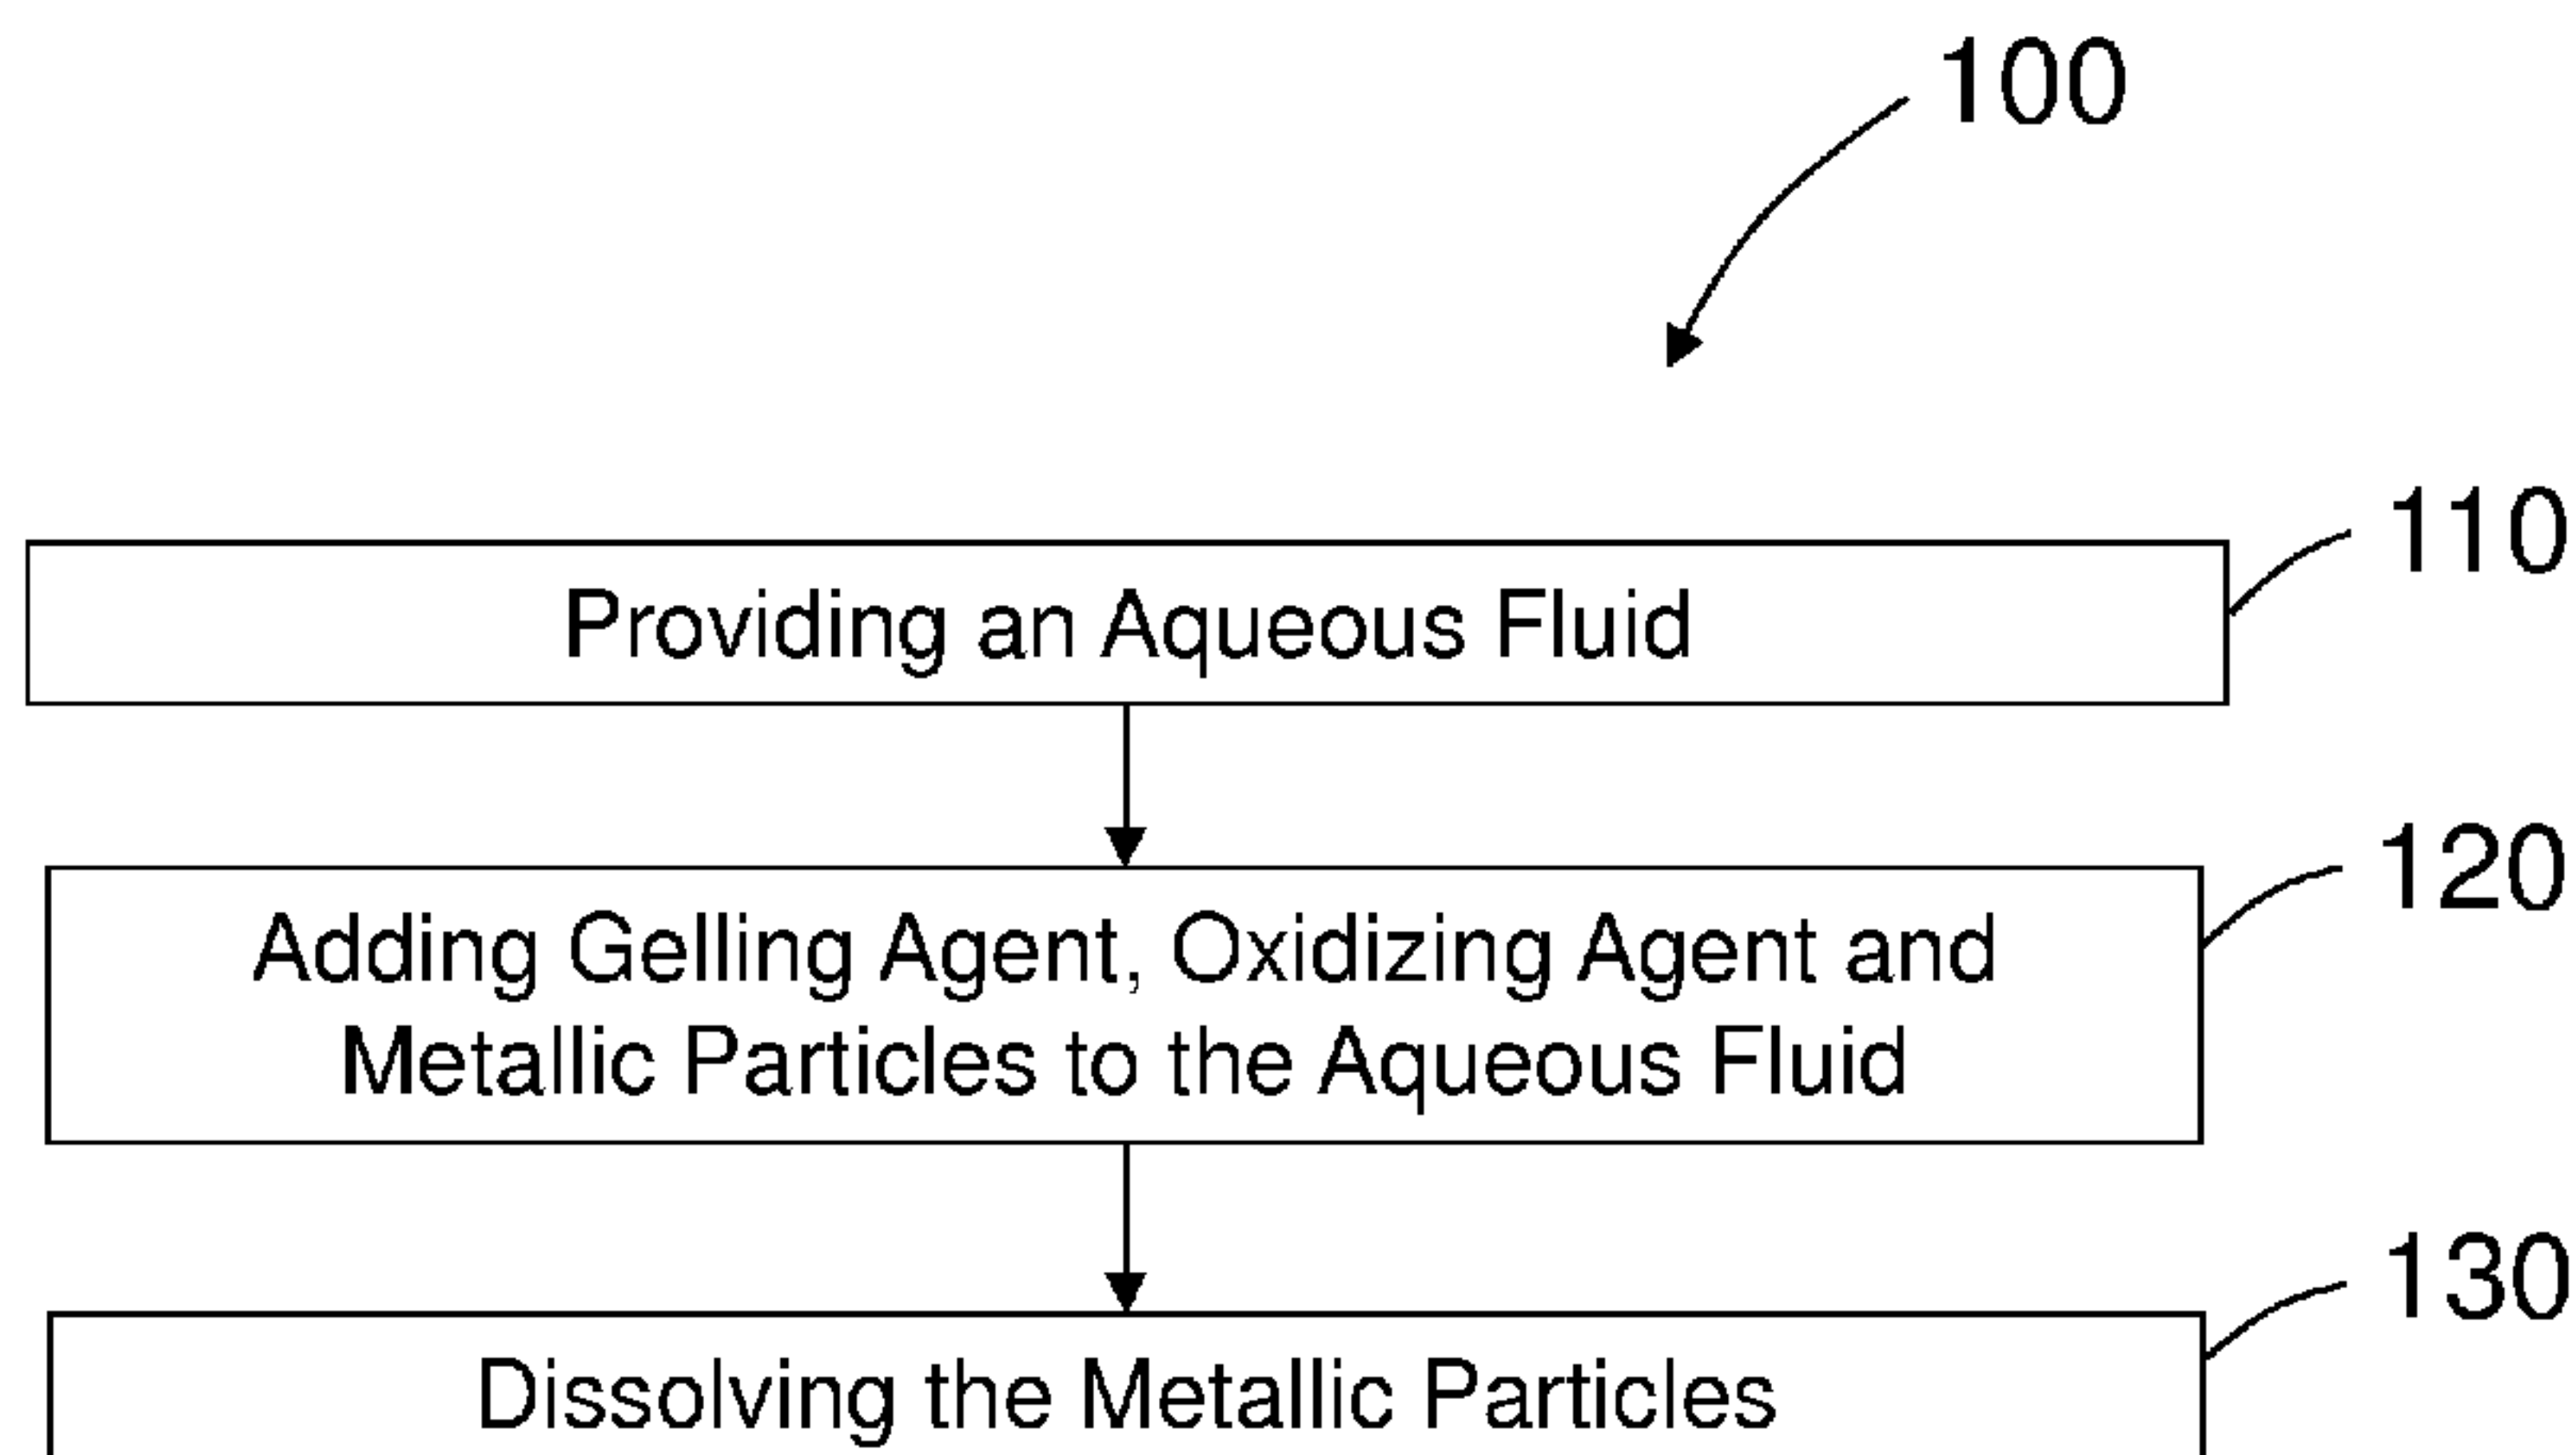 100
110
Providing an Aqueous Fluid
120
Adding Gelling Agent, Oxidizing Agent and
Metallic Particles to the Aqueous Fluid
130
Dissolving the Metallic Particles